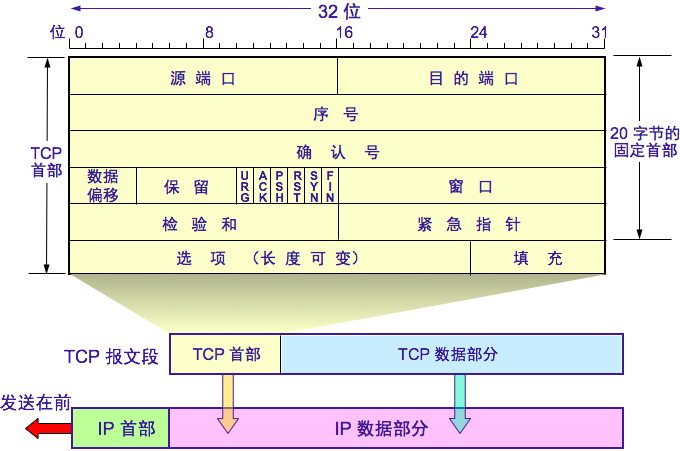 32 位
位 0 8 16 24 31
源 端 口 目 的 端 口
序 号
TCP
首部
20 字节的
固定首部
确 认 号
数据
偏移
保 留
URG
ACK
PSH
RST
SYN
FIN
窗 口
检 验 和 紧 急 指 针
选 项 （长 度 可 变） 填 充
TCP 报文段 TCP 首部 TCP 数据部分
发送在前
IP 首部 IP 数据部分